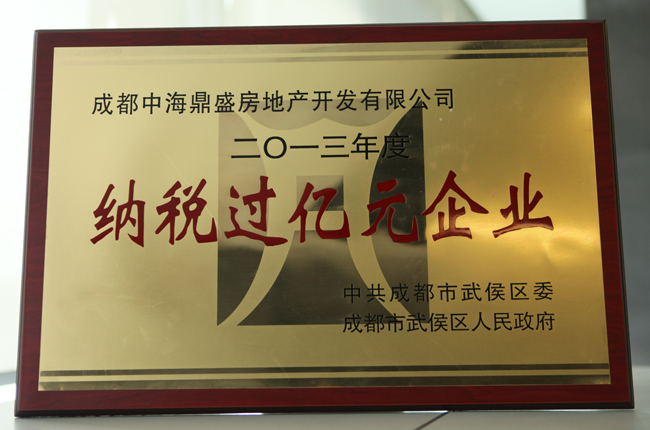 成都中海鼎盛房地产开发有限公司
二〇一三年度
纳税过亿元企业
中共成都市武侯区委
成都市武侯区人民政府